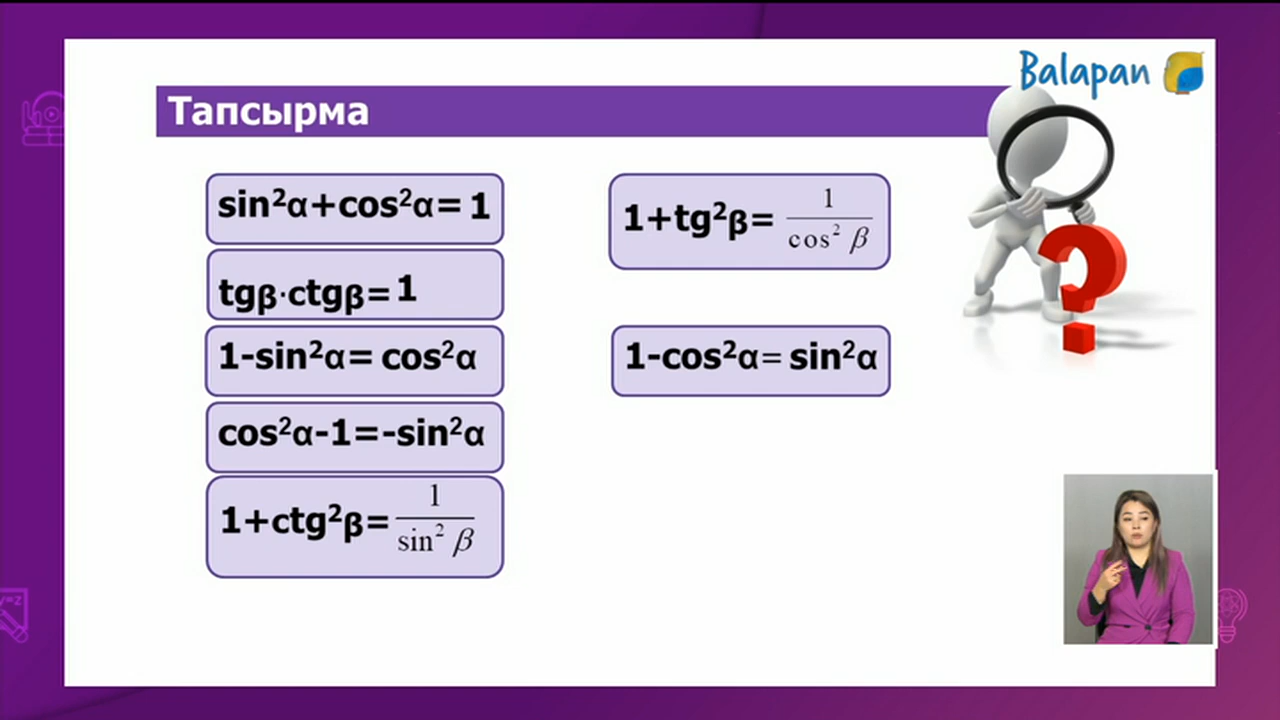 Balapan
Тапсырма
sin²α+cos²α= 1
tgβ·ctgβ= 1
1-sin²α= cos²α
cos²α-1=-sin²α
1+ctg²β= 1/sin² β
1+tg²β= 1/cos² β
1-cos²α= sin²α